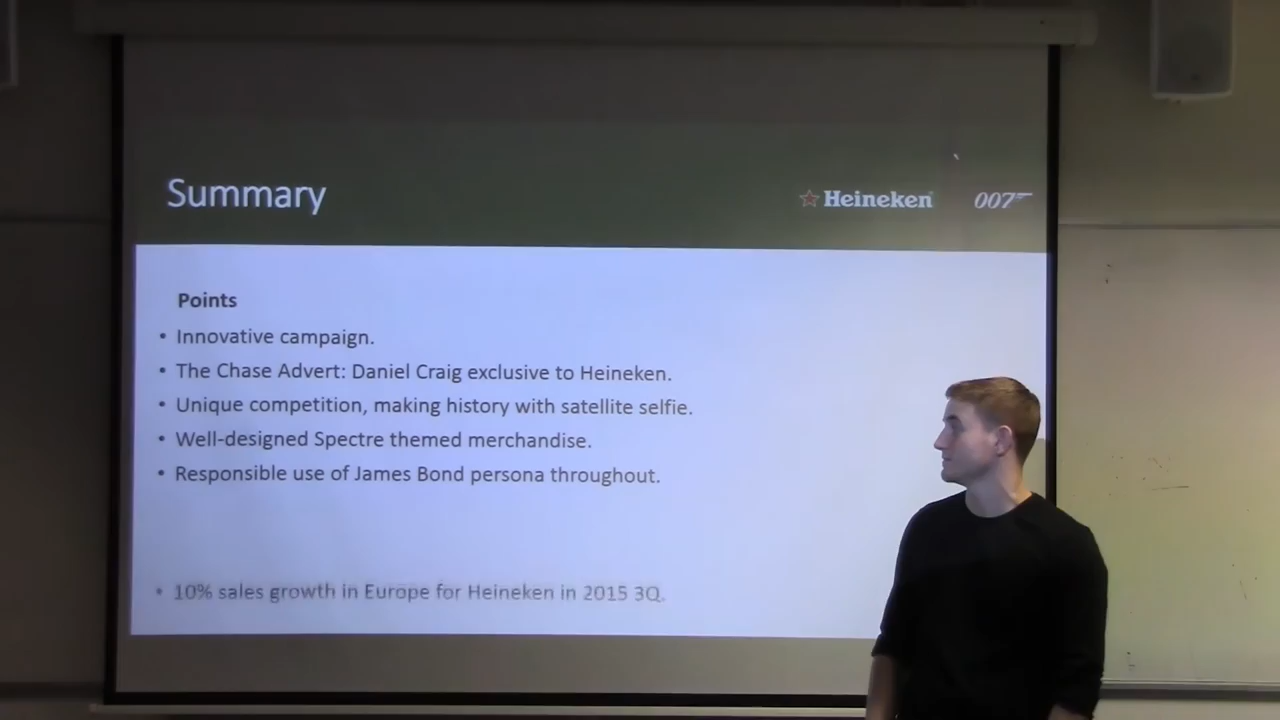 Summary
Heineken 007
Points
• Innovative campaign.
• The Chase Advert: Daniel Craig exclusive to Heineken.
• Unique competition, making history with satellite selfie.
• Well-designed Spectre themed merchandise.
• Responsible use of James Bond persona throughout.
• 10% sales growth in Europe for Heineken in 2015 3Q.